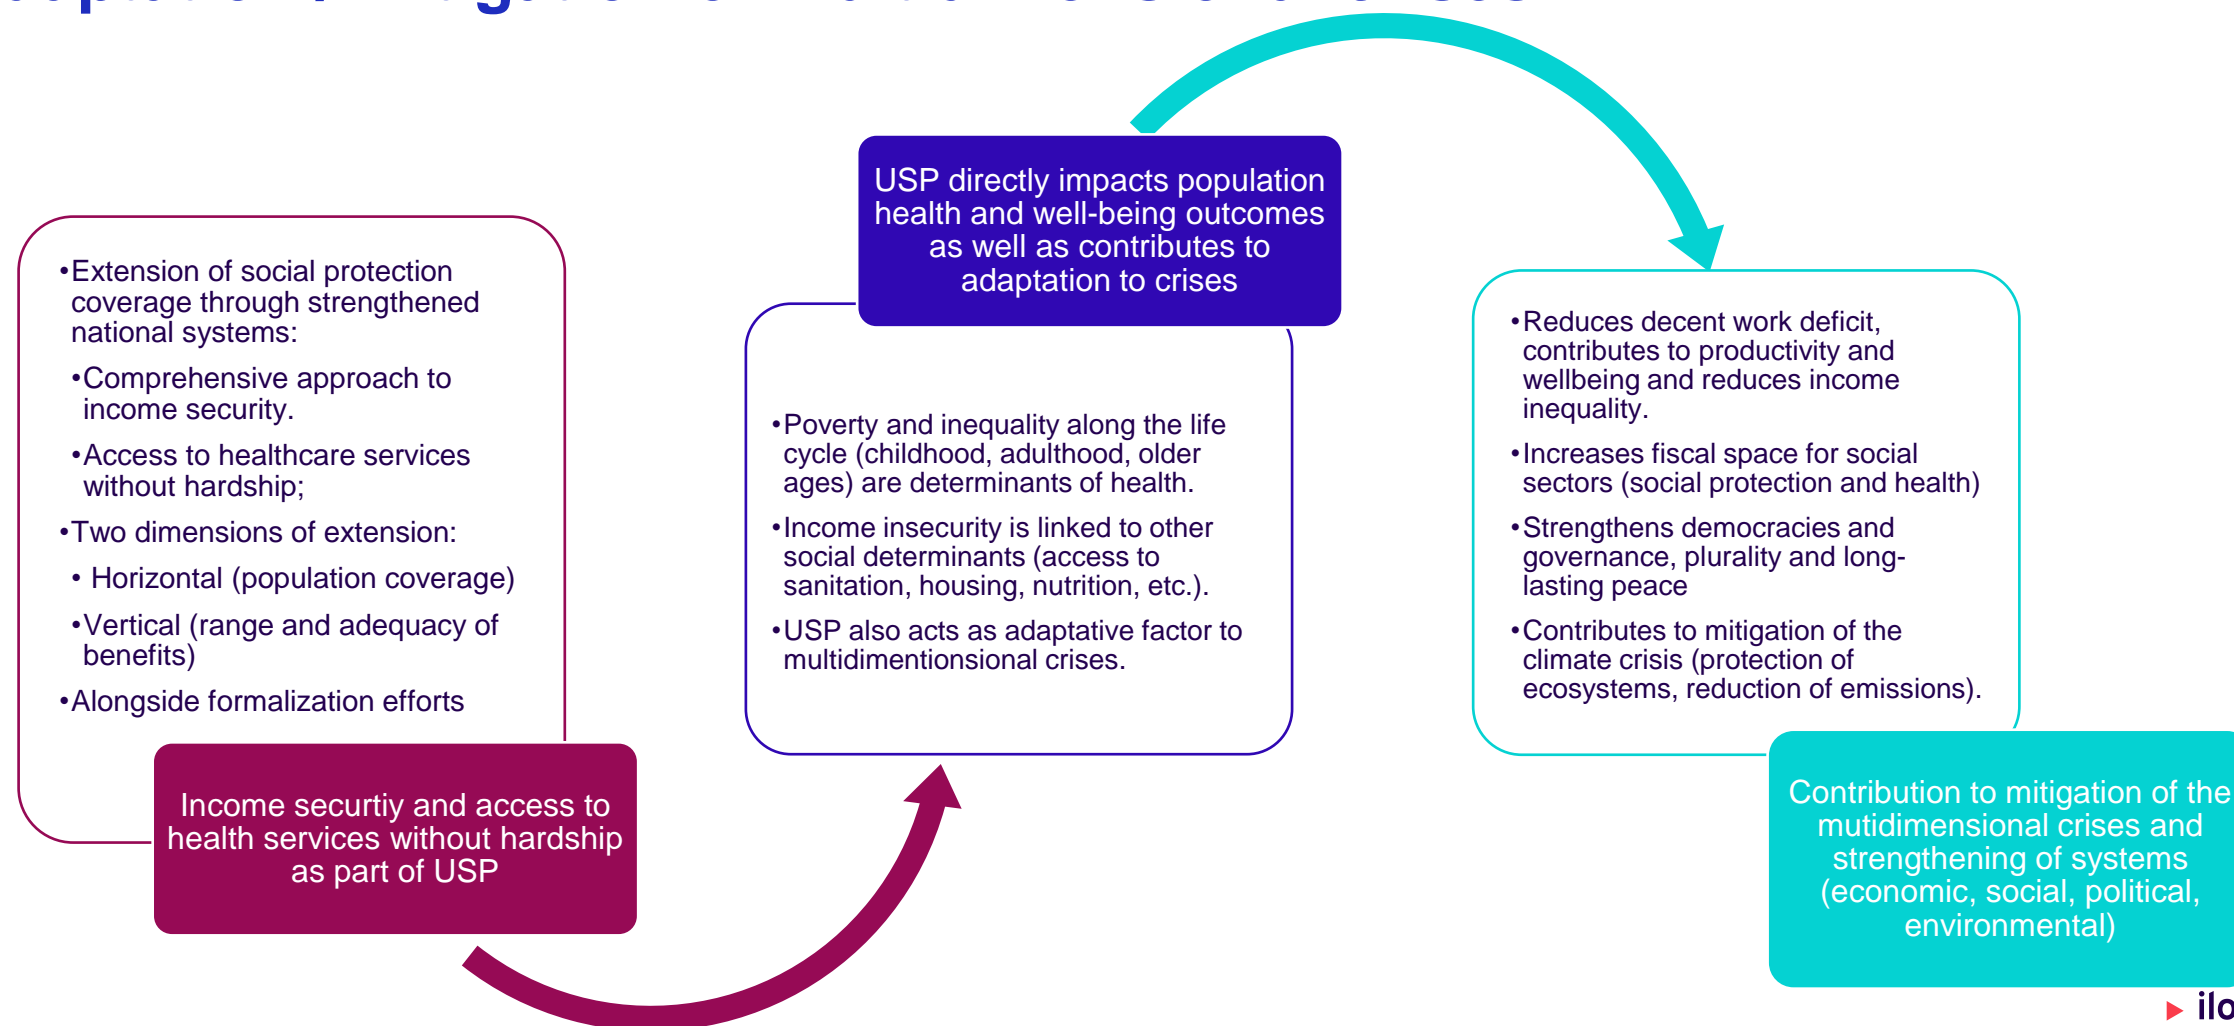 •Extension of social protection
coverage through strengthened
national systems:
•Comprehensive approach to
income security.
•Access to healthcare services
without hardship;
•Two dimensions of extension:
• Horizontal (population coverage)
•Vertical (range and adequacy of
benefits)
•Alongside formalization efforts
Income securtiy and access to
health services without hardship
as part of USP
USP directly impacts population
health and well-being outcomes
as well as contributes to
adaptation to crises
•Poverty and inequality along the life
cycle (childhood, adulthood, older
ages) are determinants of health.
•Income insecurity is linked to other
social determinants (access to
sanitation, housing, nutrition, etc.).
•USP also acts as adaptative factor to
multidimentionsional crises.
•Reduces decent work deficit,
contributes to productivity and
wellbeing and reduces income
inequality.
•Increases fiscal space for social
sectors (social protection and health)
•Strengthens democracies and
governance, plurality and long-
lasting peace
•Contributes to mitigation of the
climate crisis (protection of
ecosystems, reduction of emissions).
Contribution to mitigation of the
mutidimensional crises and
strengthening of systems
(economic, social, political,
environmental)
ilo